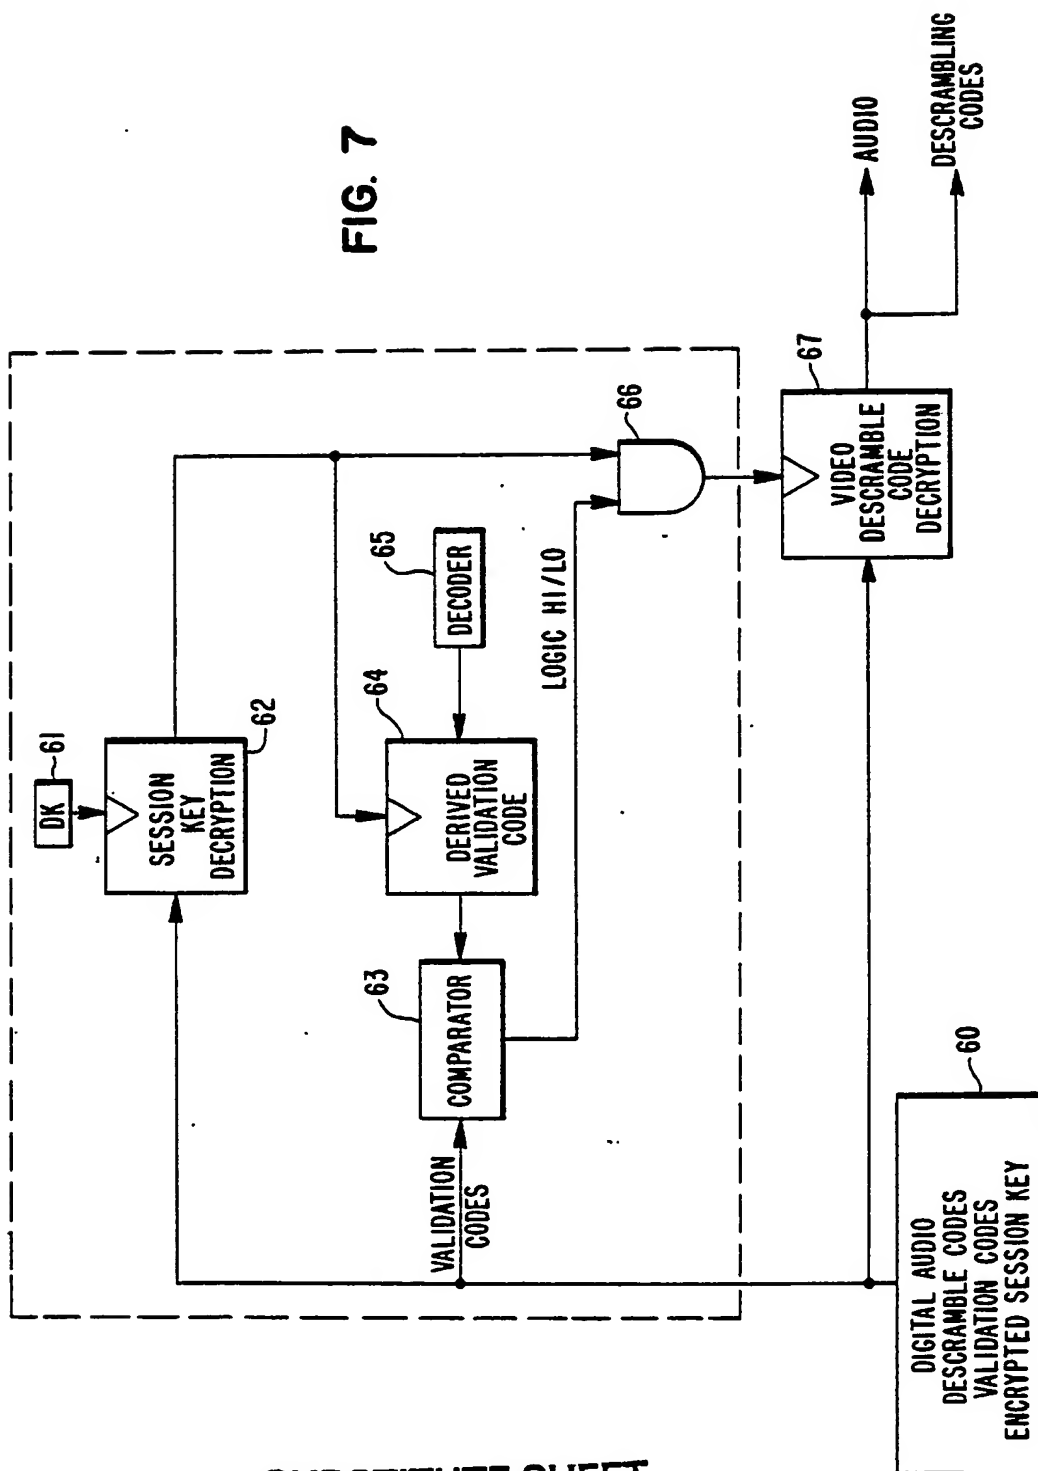 FIG. 7
DK
61
SESSION
KEY
DECRYPTION
62
65
DECODER
64
DERIVED
VALIDATION
CODE
63
COMPARATOR
VALIDATION
CODES
LOGIC HI/LO
66
67
VIDEO
DESCRAMBLE
CODE
DECRYPTION
AUDIO
DESCRAMBLING
CODES
60
DIGITAL AUDIO
DESCRAMBLE CODES
VALIDATION CODES
ENCRYPTED SESSION KEY
SUBSTITUTE SHEET